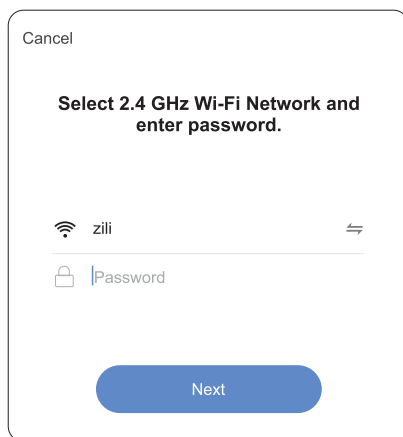 Cancel
Select 2.4 GHz Wi-Fi Network and
enter password.
zili
Password
Next